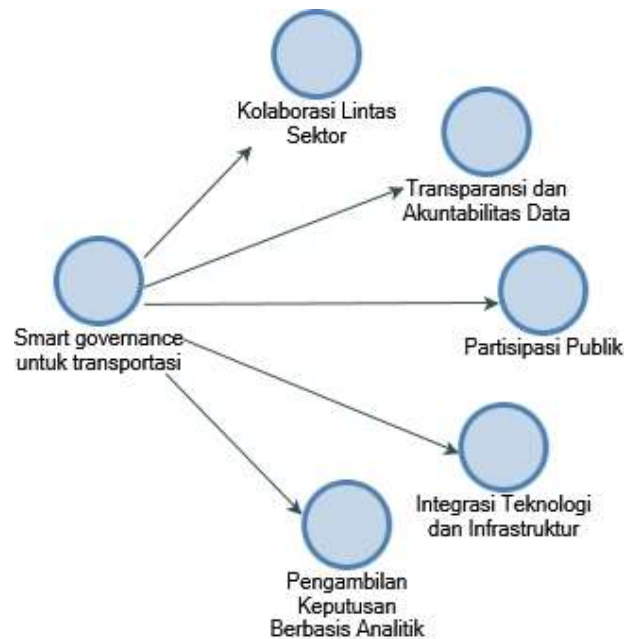 Kolaborasi Lintas
Sektor
Transparansi dan
Akuntabilitas Data
Smart governance
untuk transportasi
Partisipasi Publik
Integrasi Teknologi
dan Infrastruktur
Pengambilan
Keputusan
Berbasis Analitik